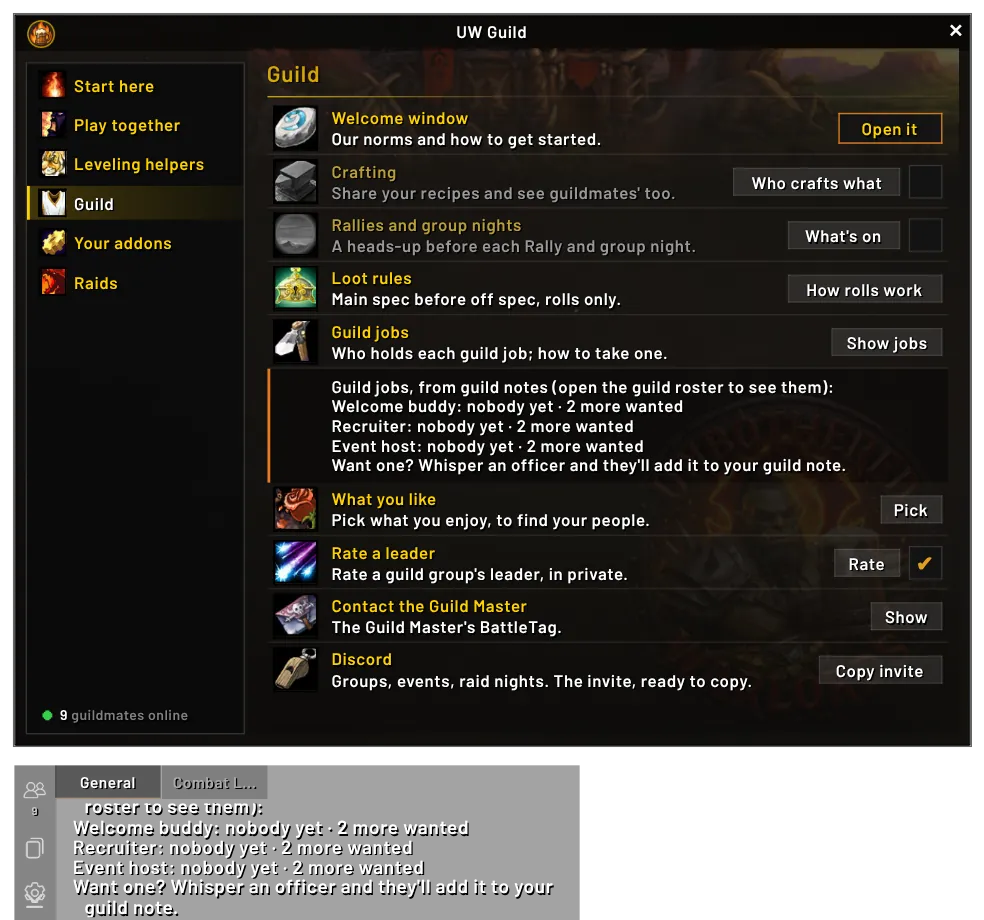 UW Guild
Start here
Play together
Leveling helpers
Guild
Your addons
Raids
9 guildmates online
Guild
Welcome window
Our norms and how to get started.
Open it
Crafting
Share your recipes and see guildmates' too.
Who crafts what
Rallies and group nights
A heads-up before each Rally and group night.
What's on
Loot rules
Main spec before off spec, rolls only.
How rolls work
Guild jobs
Who holds each guild job; how to take one.
Show jobs
Guild jobs, from guild notes (open the guild roster to see them):
Welcome buddy: nobody yet · 2 more wanted
Recruiter: nobody yet · 2 more wanted
Event host: nobody yet · 2 more wanted
Want one? Whisper an officer and they'll add it to your guild note.
What you like
Pick what you enjoy, to find your people.
Pick
Rate a leader
Rate a guild group's leader, in private.
Rate
Contact the Guild Master
The Guild Master's BattleTag.
Show
Discord
Groups, events, raid nights. The invite, ready to copy.
Copy invite
General
Combat L...
9
roster to see them):
Welcome buddy: nobody yet · 2 more wanted
Recruiter: nobody yet · 2 more wanted
Event host: nobody yet · 2 more wanted
Want one? Whisper an officer and they'll add it to your
guild note.